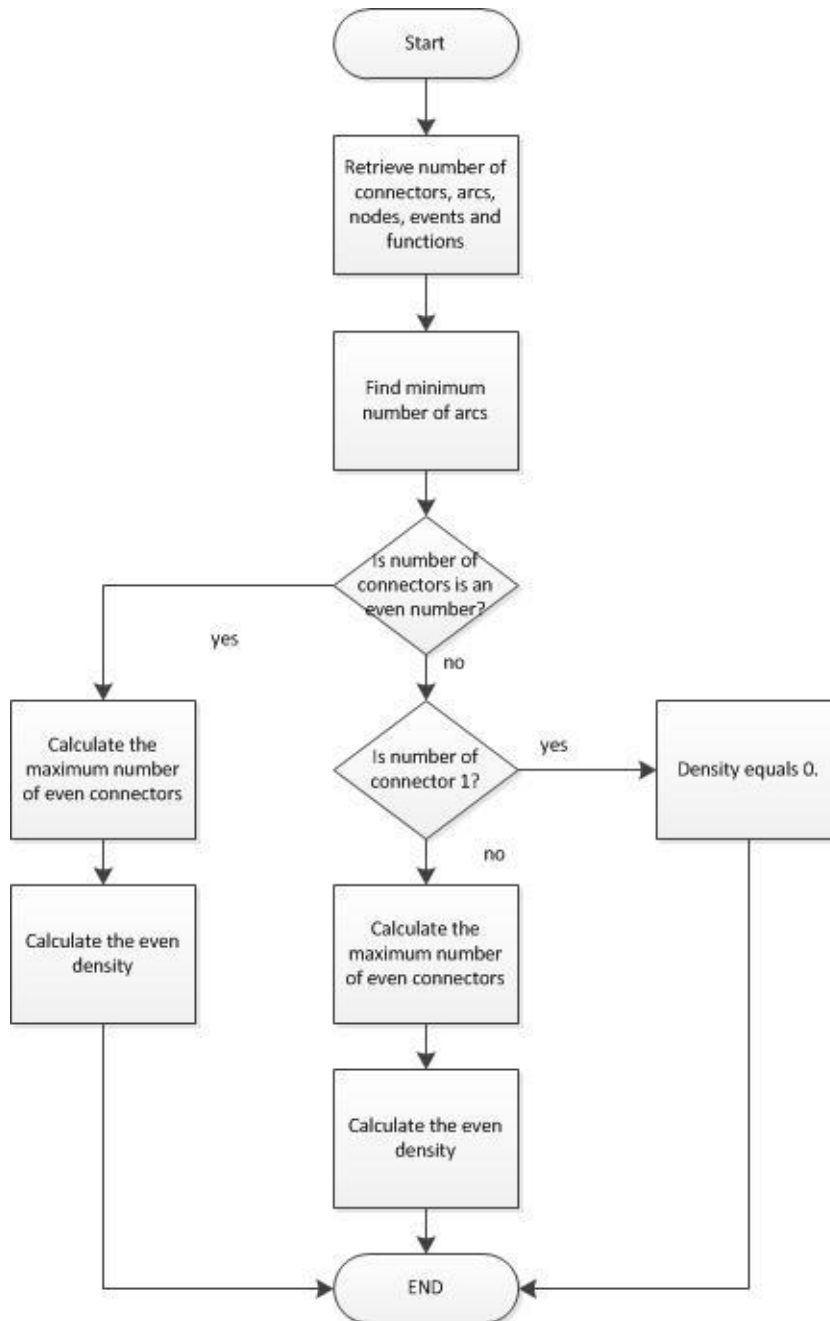 Start
Retrieve number of
connectors, arcs,
nodes, events and
functions
Find minimum
number of arcs
Is number of
connectors is an
even number?
yes
no
Calculate the
maximum number
of even connectors
Is number of
connector 1?
yes
Density equals 0.
no
Calculate the even
density
Calculate the
maximum number
of even connectors
Calculate the even
density
END